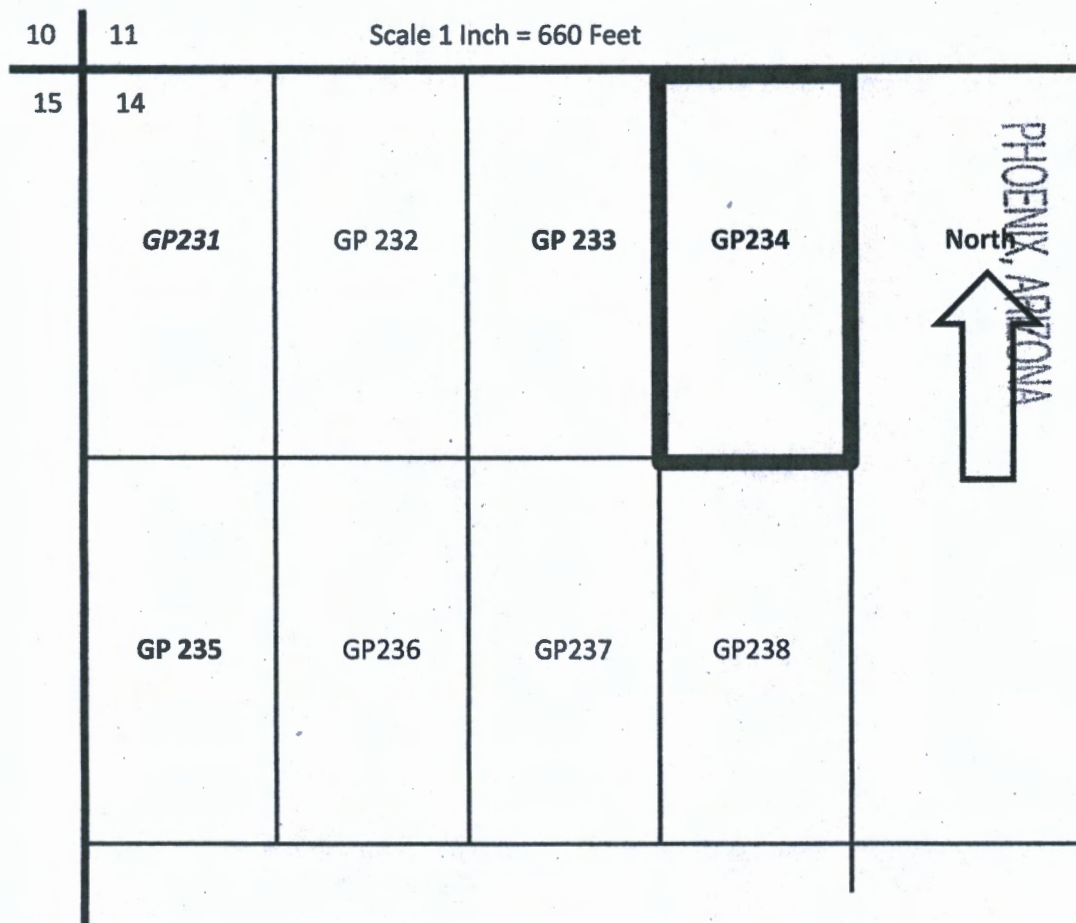 10 11 Scale 1 Inch = 660 Feet
15 14
GP231 GP 232 GP 233 GP234 North
PHOENIX, ARIZONA
GP 235 GP236 GP237 GP238